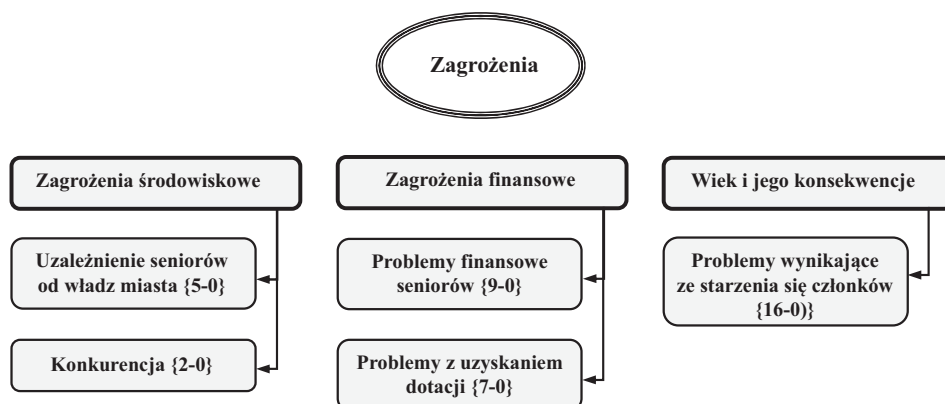 Zagrożenia
Zagrożenia środowiskowe
Zagrożenia finansowe
Wiek i jego konsekwencje
Uzależnienie seniorów
od władz miasta {5-0}
Problemy finansowe
seniorów {9-0}
Problemy wynikające
ze starzenia się członków
{16-0)}
Konkurencja {2-0}
Problemy z uzyskaniem
dotacji {7-0}